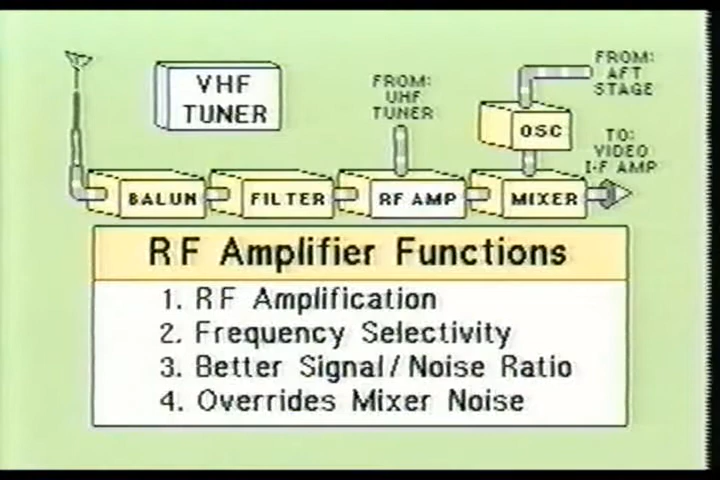 VHF
TUNER
FROM:
UHF
TUNER
FROM:
AFT
STAGE
OSC
TO:
VIDEO
I-F AMP
BALUN
FILTER
RF AMP
MIXER
RF Amplifier Functions
1. RF Amplification
2. Frequency Selectivity
3. Better Signal/Noise Ratio
4. Overrides Mixer Noise